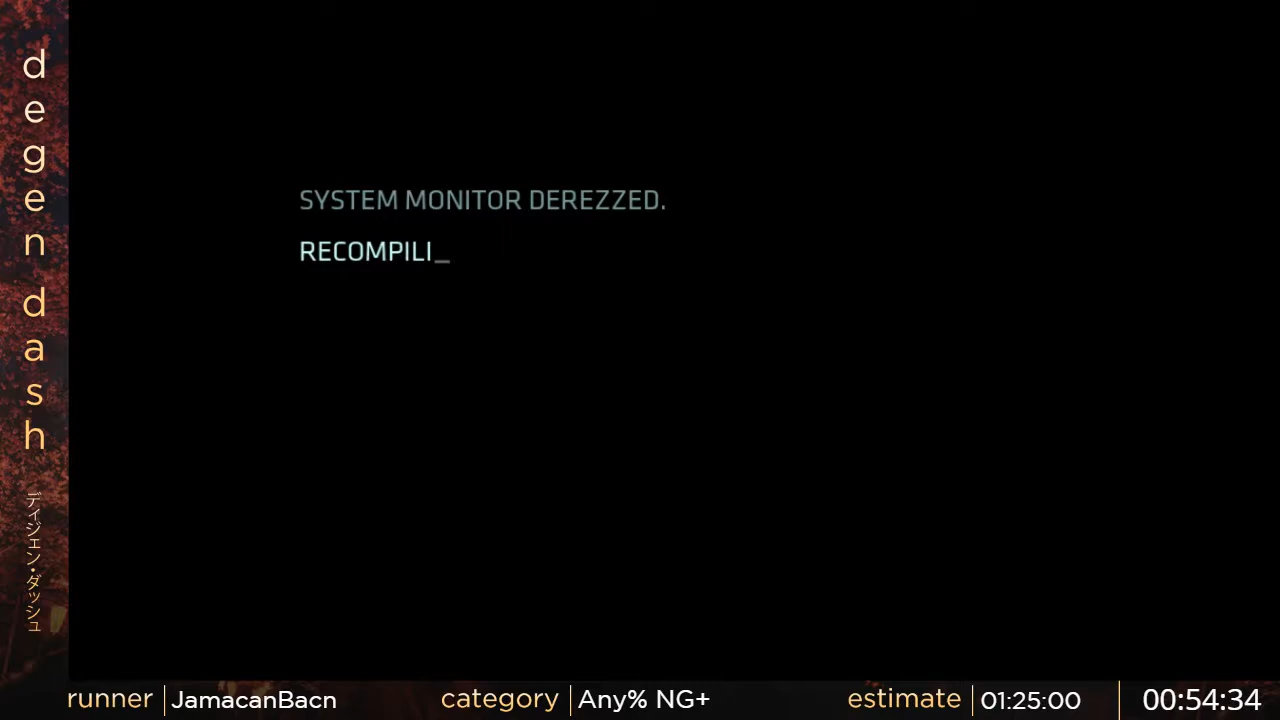 degen dash
デイジェン・ダッシュ
SYSTEM MONITOR DEREZZED.
RECOMPILI_
runner JamacanBacn category Any% NG+ estimate 01:25:00 00:54:34